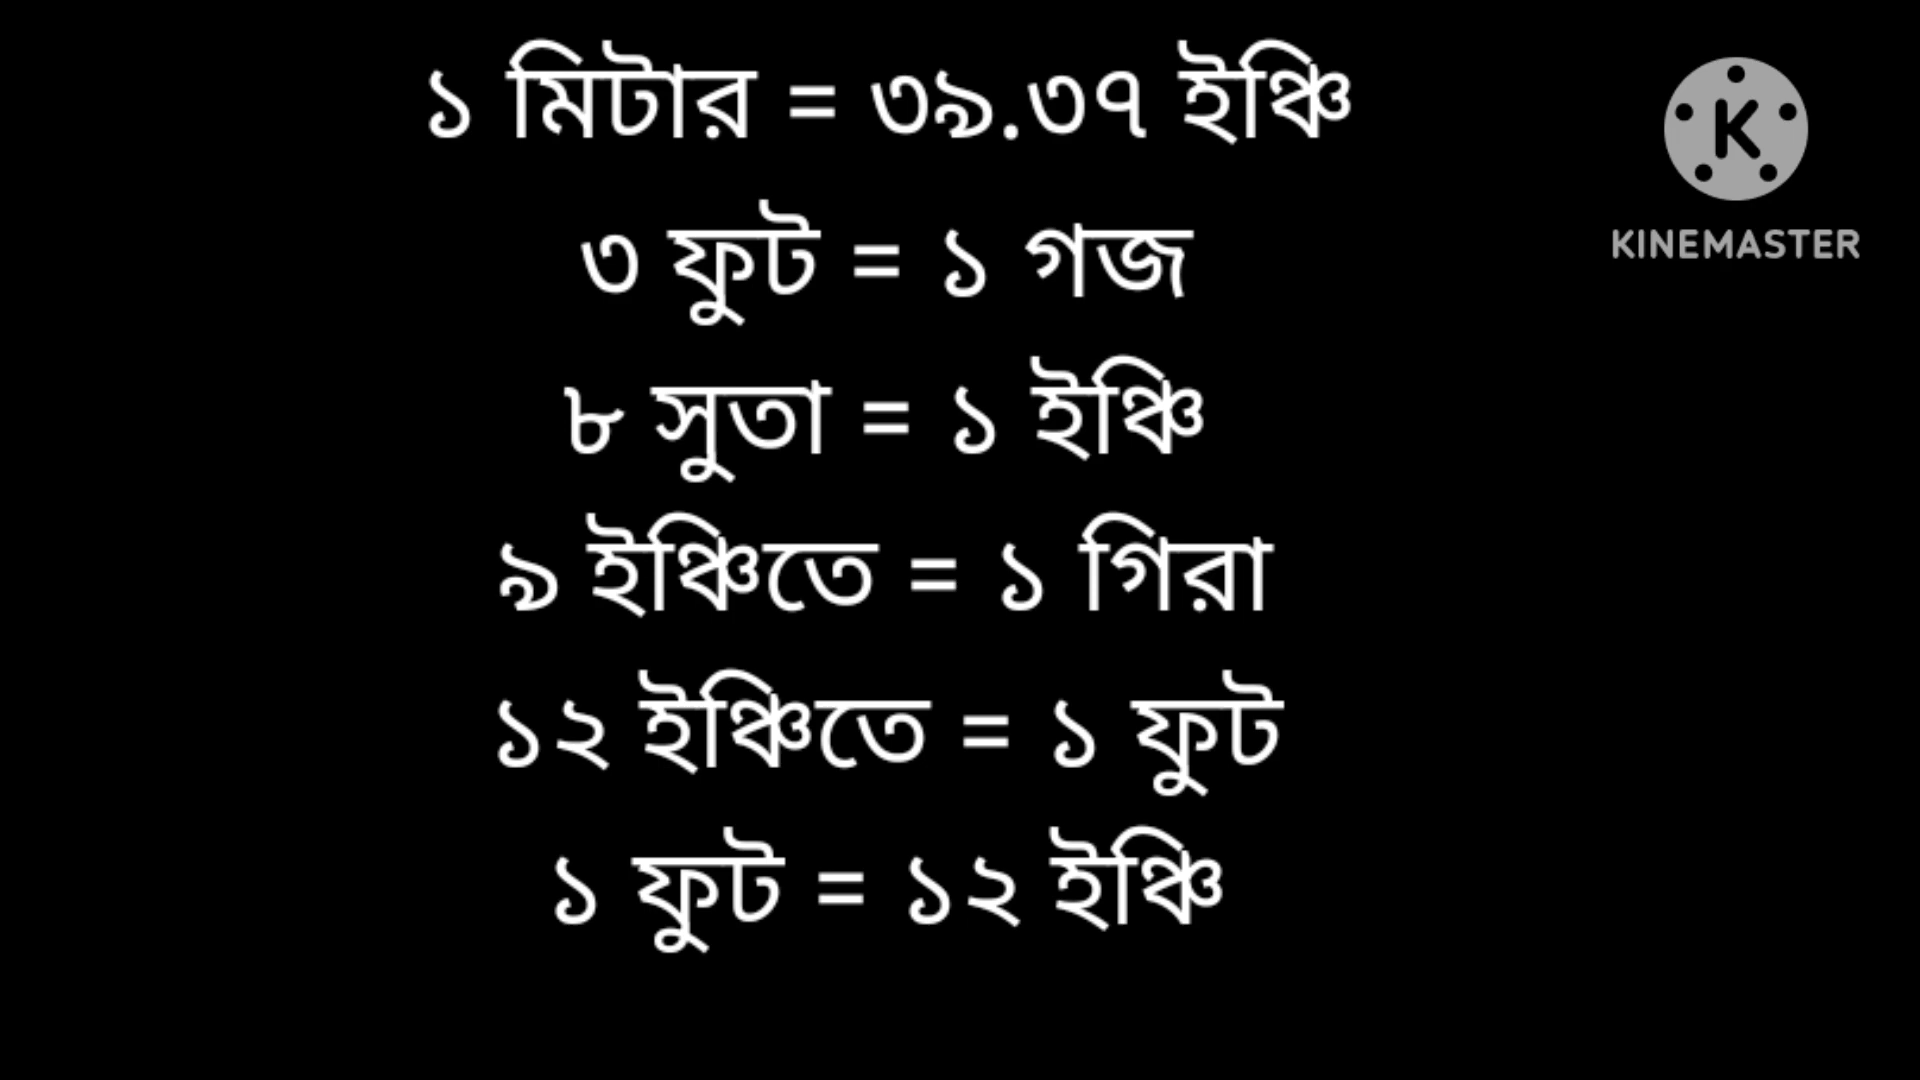 ১ মিটার = ৩৯.৩৭ ইঞ্চি
৩ ফুট = ১ গজ
৮ সুতা = ১ ইঞ্চি
৯ ইঞ্চিতে = ১ গিরা
১২ ইঞ্চিতে = ১ ফুট
১ ফুট = ১২ ইঞ্চি
K
KINEMASTER